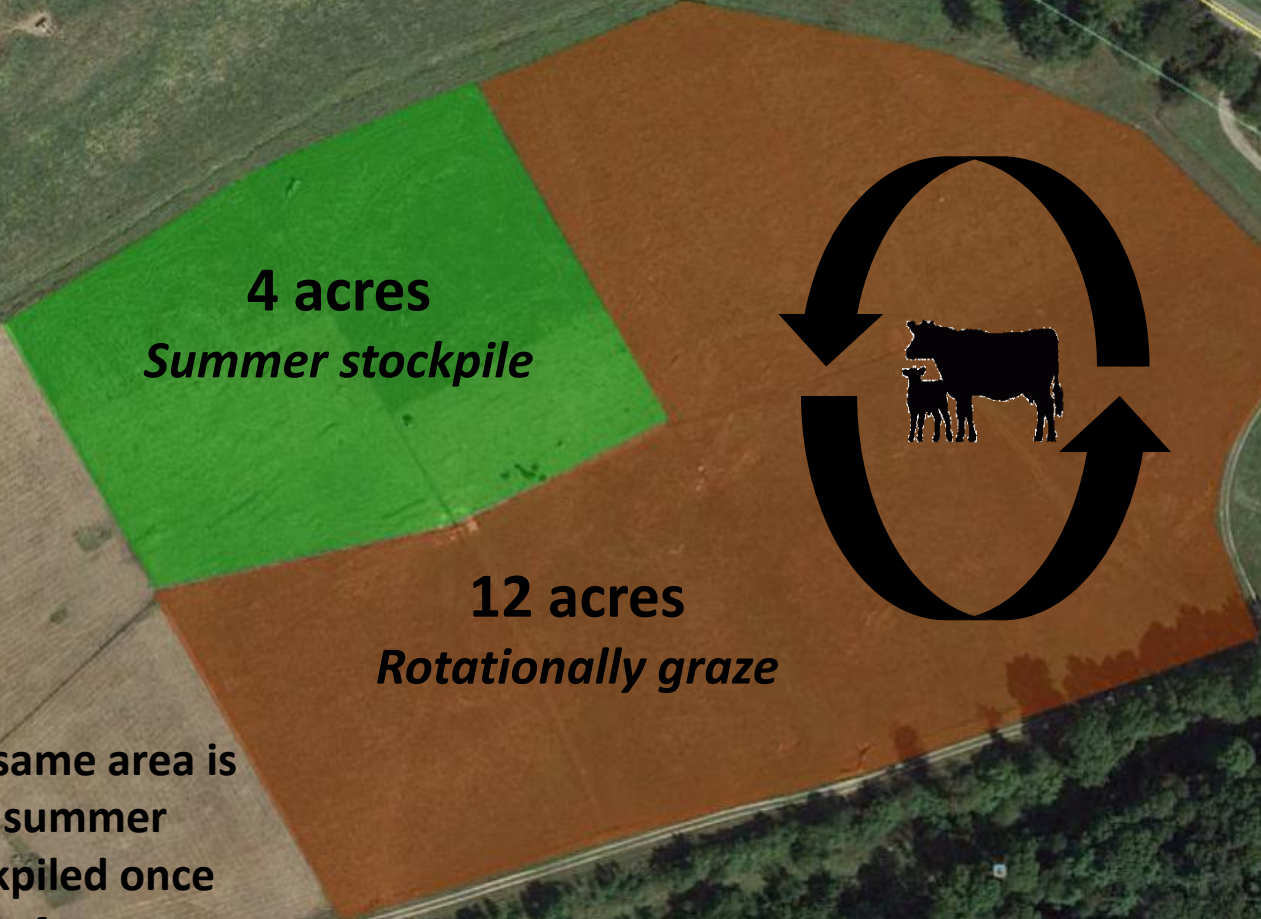 4 acres
Summer stockpile
12 acres
Rotationally graze
same area is
summer
kpiled once